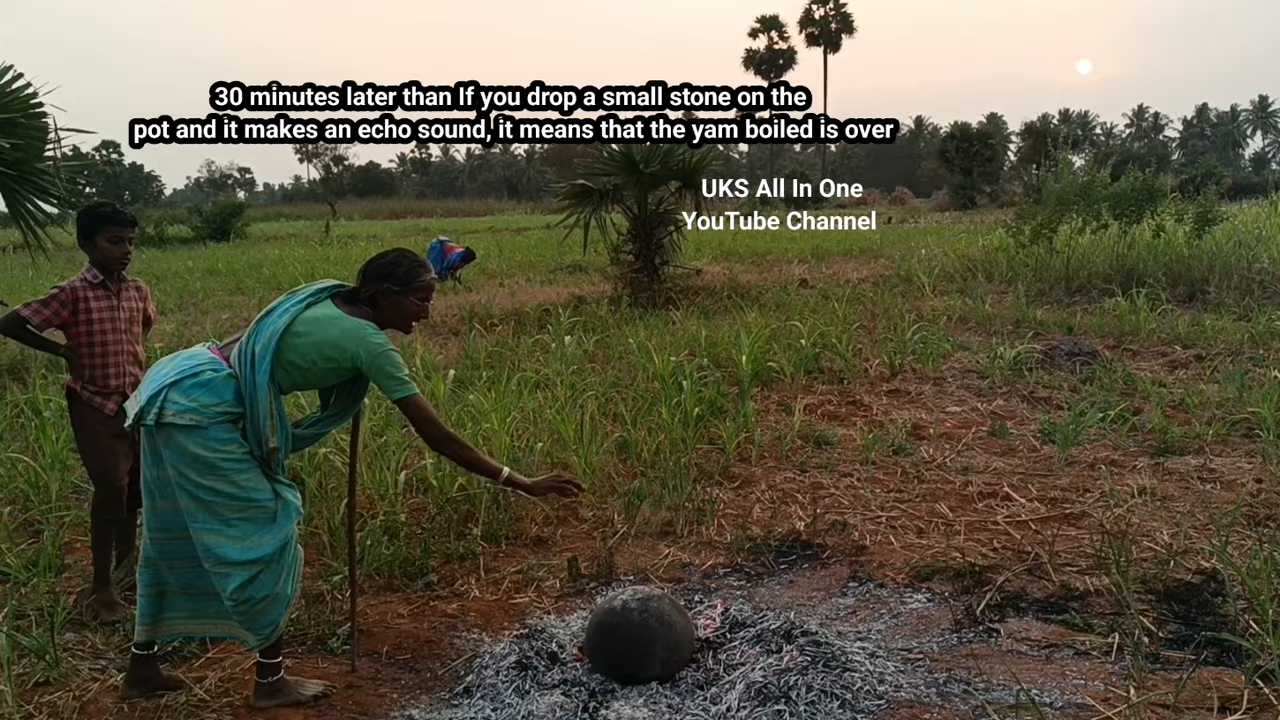 30 minutes later than If you drop a small stone on the
pot and it makes an echo sound, it means that the yam boiled is over
UKS All In One
YouTube Channel